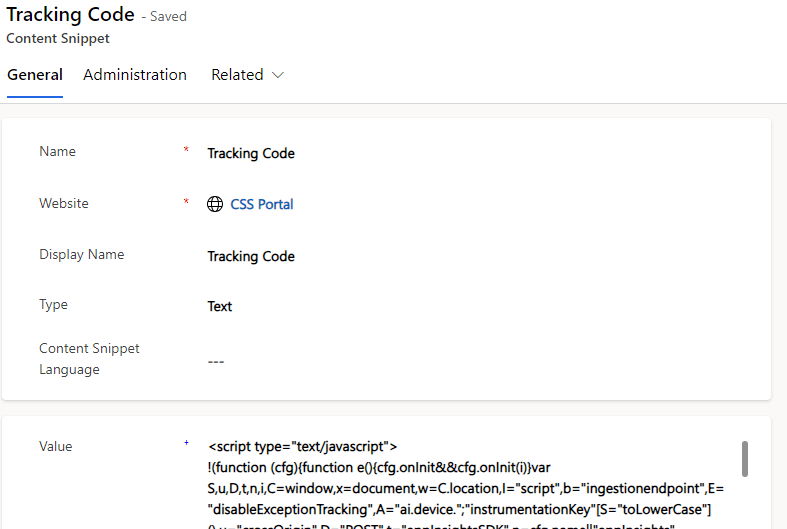 Tracking Code - Saved
Content Snippet
General Administration Related
Name * Tracking Code
Website * CSS Portal
Display Name Tracking Code
Type Text
Content Snippet
Language ---
Value + <script type="text/javascript">
!(function (cfg){function e(){cfg.onInit&&cfg.onInit(i)}var
S,u,D,t,n,i,C=window,x=document,w=C.location,I="script",b="ingestionendpoint",E=
"disableExceptionTracking",A="ai.device.";"instrumentationKey"[S="toLowerCase"]